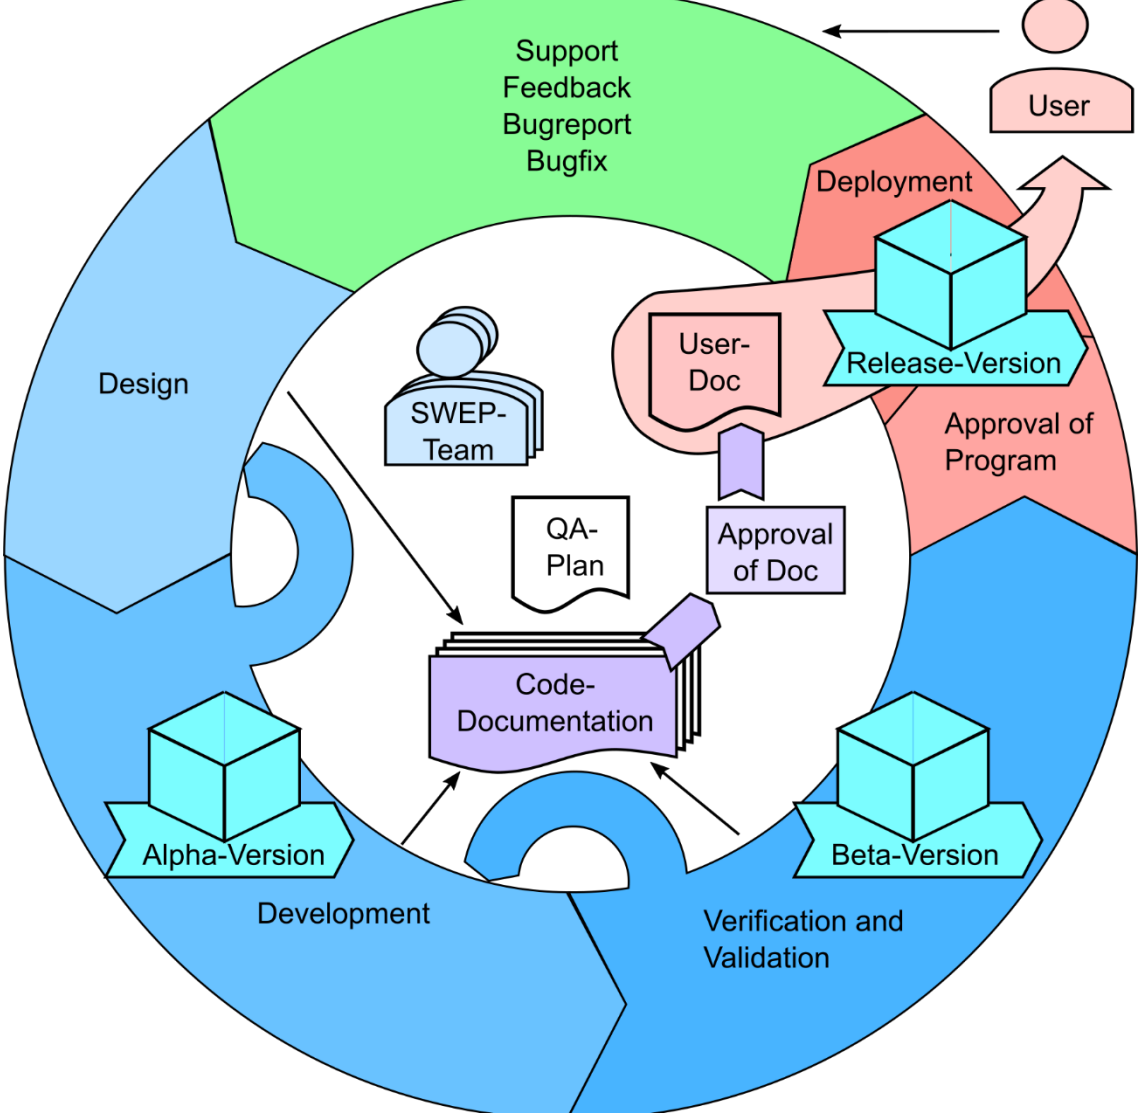 Support
Feedback
Bugreport
Bugfix
User
Deployment
Design
SWEP-
Team
User-
Doc
Release-Version
Approval of
Program
QA-
Plan
Approval
of Doc
Code-
Documentation
Alpha-Version
Beta-Version
Development
Verification and
Validation